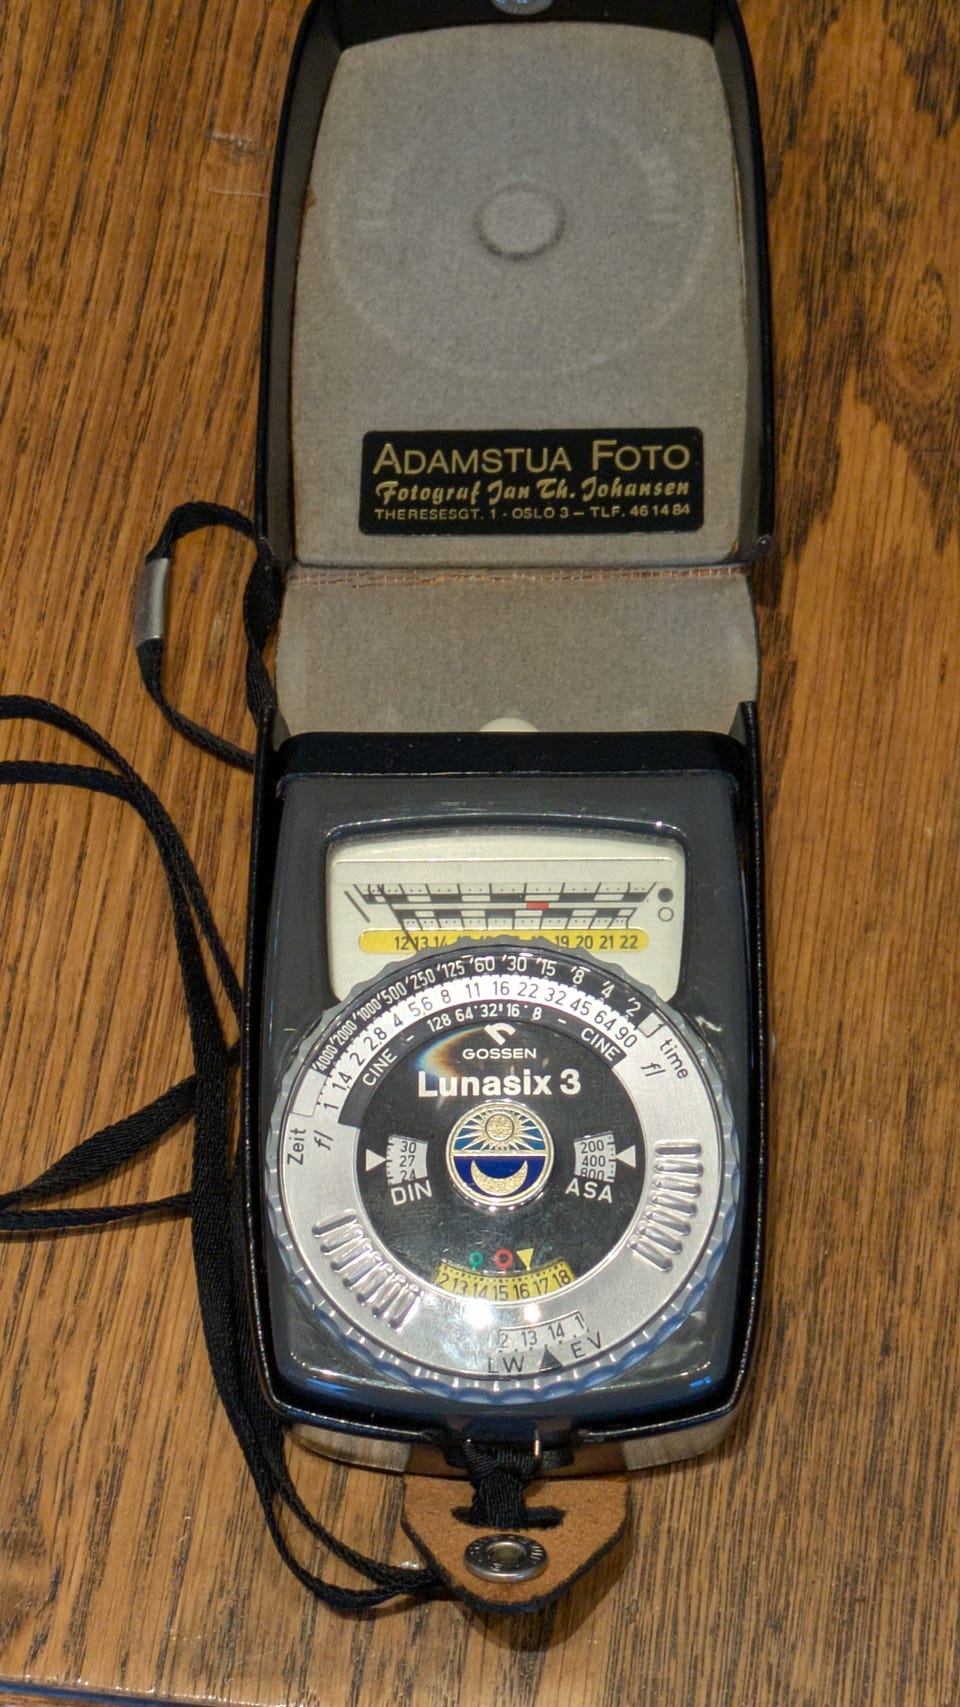 ADAMSTUA FOTO
Fotograf Jan Th. Johansen
THERESESGT. 1 - OSLO 3 – TLF. 46 14 84
12 13 14 19 20 21 22
4000 '2000 '1000 '500 '250 '125 '60 '30 '15 '8 '4 '2
1 1,4 2 2.8 4 5,6 8 11 16 22 32 45 64 90
CINE - 128 64 '32 '16 ' 8 - CINE
Zeit f/
time f/
GOSSEN
Lunasix 3
30
27
24
DIN
200
400
800
ASA
13 14 15 16 17 18
13 14
LW EV